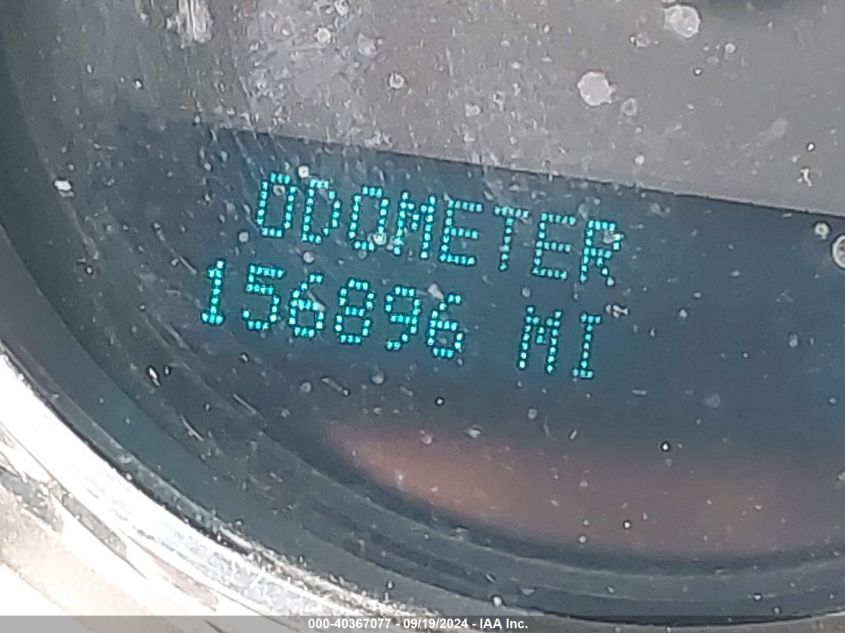 ODOMETER
156896 MI
000-40367077 - 09/19/2024 - IAA Inc.